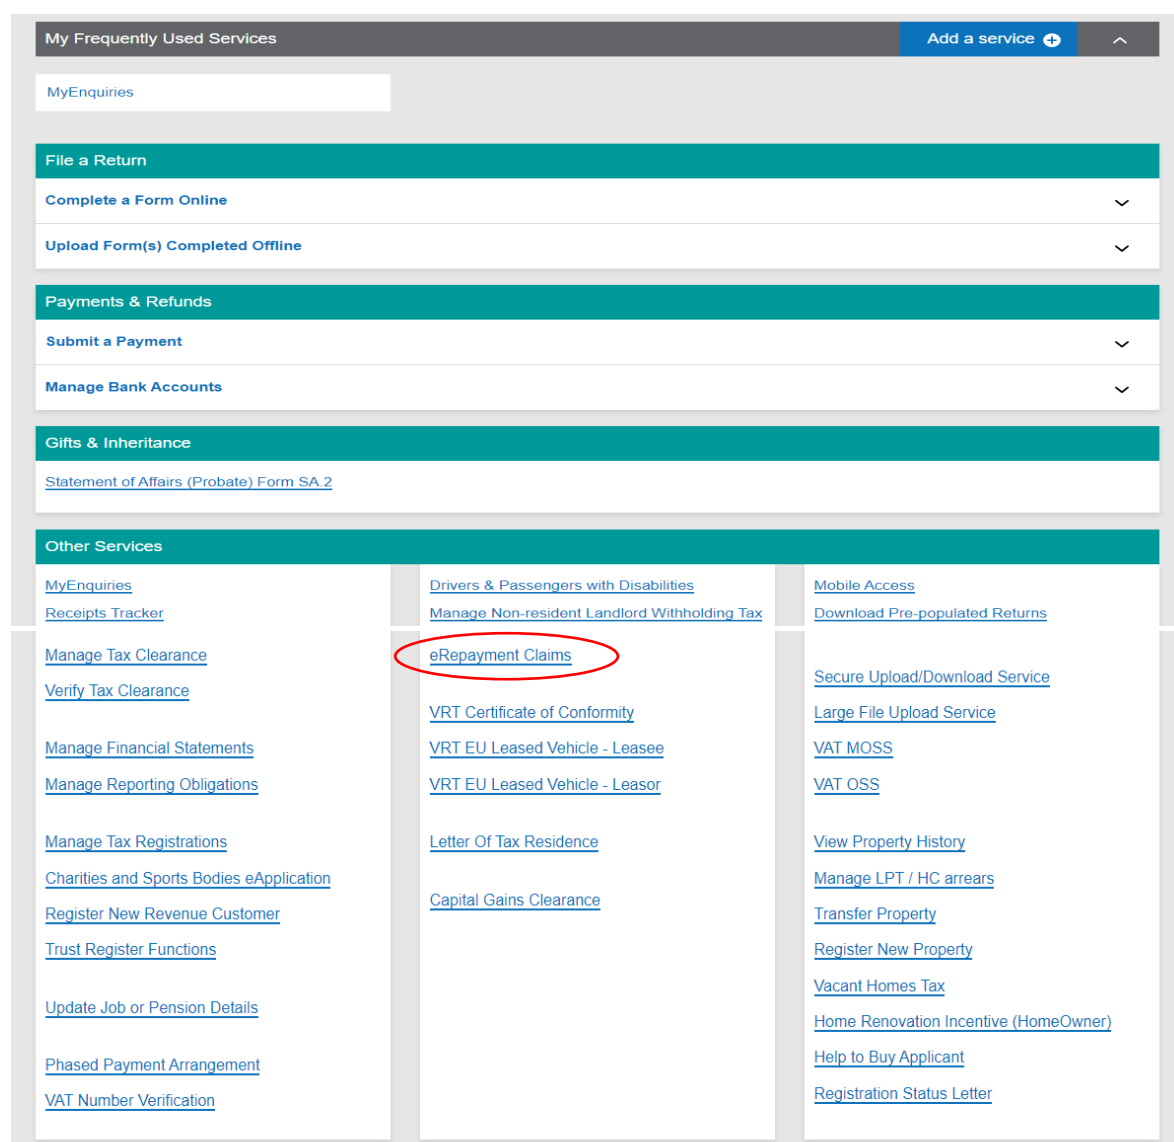 My Frequently Used Services
Add a service
MyEnquiries
File a Return
Complete a Form Online
Upload Form(s) Completed Offline
Payments & Refunds
Submit a Payment
Manage Bank Accounts
Gifts & Inheritance
Statement of Affairs (Probate) Form SA.2
Other Services
MyEnquiries
Receipts Tracker
Manage Tax Clearance
Verify Tax Clearance
Manage Financial Statements
Manage Reporting Obligations
Manage Tax Registrations
Charities and Sports Bodies eApplication
Register New Revenue Customer
Trust Register Functions
Update Job or Pension Details
Phased Payment Arrangement
VAT Number Verification
Drivers & Passengers with Disabilities
Manage Non-resident Landlord Withholding Tax
eRepayment Claims
VRT Certificate of Conformity
VRT EU Leased Vehicle - Leasee
VRT EU Leased Vehicle - Leasor
Letter Of Tax Residence
Capital Gains Clearance
Mobile Access
Download Pre-populated Returns
Secure Upload/Download Service
Large File Upload Service
VAT MOSS
VAT OSS
View Property History
Manage LPT / HC arrears
Transfer Property
Register New Property
Vacant Homes Tax
Home Renovation Incentive (HomeOwner)
Help to Buy Applicant
Registration Status Letter